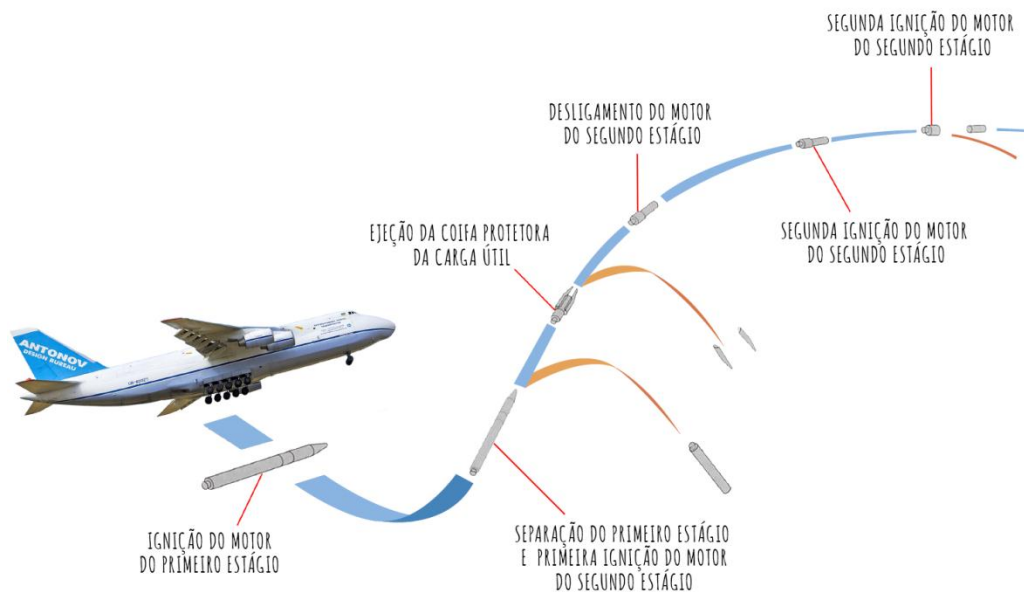 SEGUNDA IGNIÇÃO DO MOTOR
DO SEGUNDO ESTÁGIO
DESLIGAMENTO DO MOTOR
DO SEGUNDO ESTÁGIO
SEGUNDA IGNIÇÃO DO MOTOR
DO SEGUNDO ESTÁGIO
EJEÇÃO DA COIFA PROTETORA
DA CARGA ÚTIL
ANTONOV
DESIGN BUREAU
IGNIÇÃO DO MOTOR
DO PRIMEIRO ESTÁGIO
SEPARAÇÃO DO PRIMEIRO ESTÁGIO
E PRIMEIRA IGNIÇÃO DO MOTOR
DO SEGUNDO ESTÁGIO